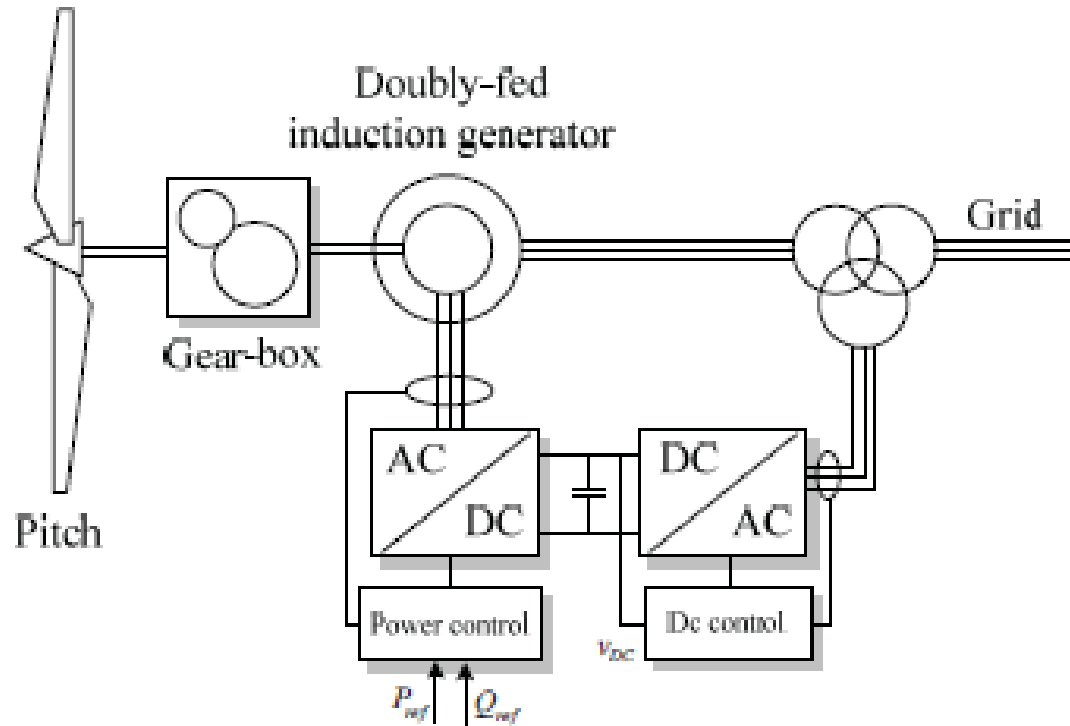 Doubly-fed
induction generator
Grid
Gear-box
AC
DC
DC
AC
Pitch
Power control
Dc control
v_DC
P_ref
Q_ref